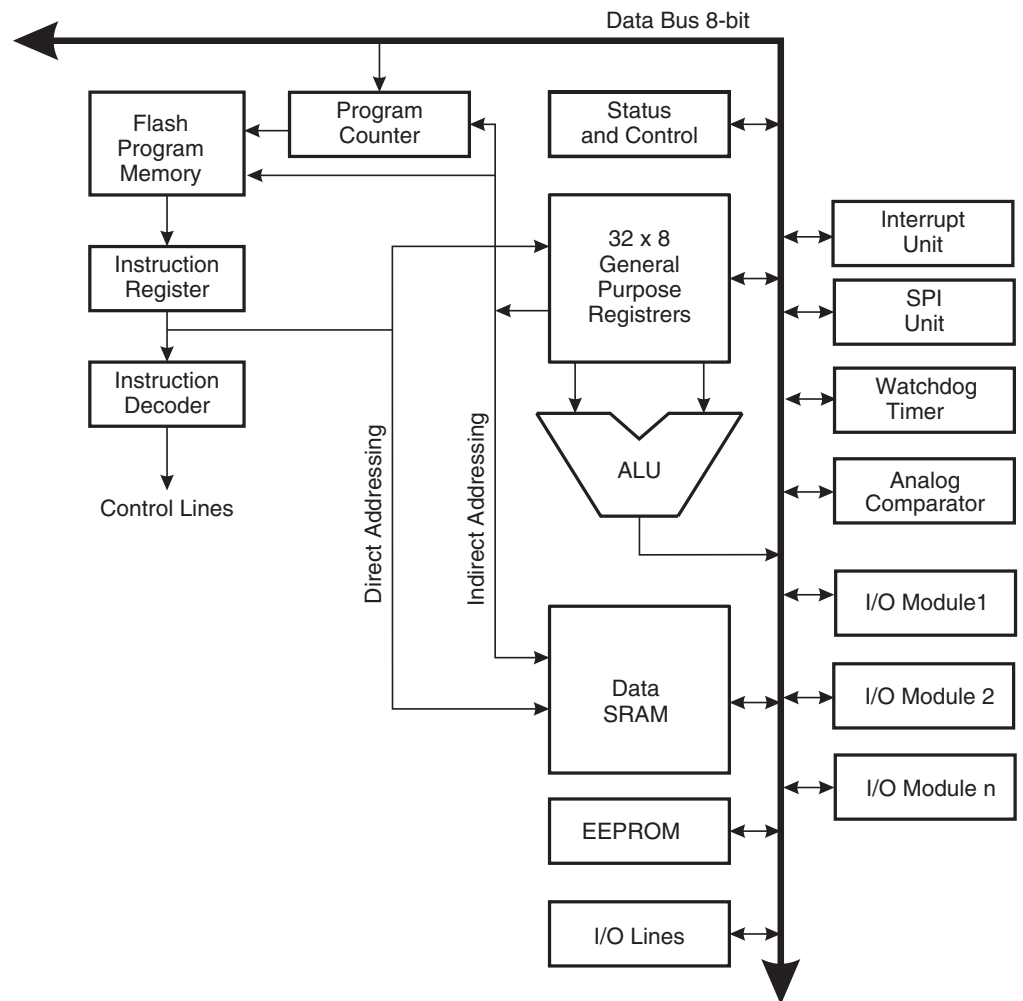 Data Bus 8-bit
Flash
Program
Memory
Program
Counter
Status
and Control
Instruction
Register
32 x 8
General
Purpose
Registrers
Interrupt
Unit
SPI
Unit
Instruction
Decoder
Watchdog
Timer
Control Lines
Direct Addressing
Indirect Addressing
ALU
Analog
Comparator
I/O Module1
Data
SRAM
I/O Module 2
I/O Module n
EEPROM
I/O Lines